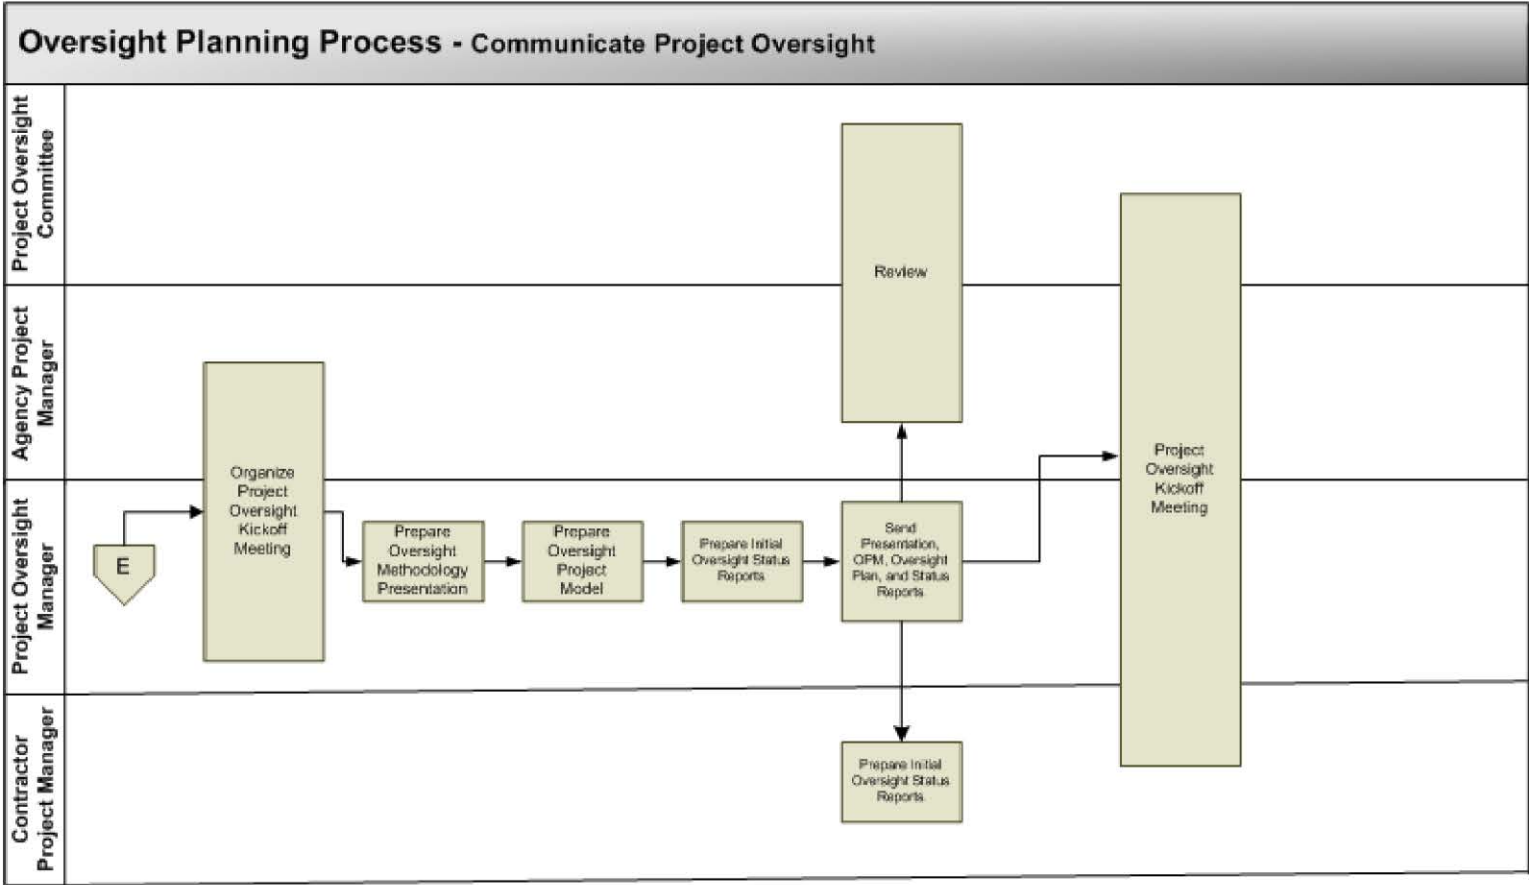 Oversight Planning Process - Communicate Project Oversight
Project Oversight
Committee
Agency Project
Manager
Project Oversight
Manager
Contractor
Project Manager
E
Organize
Project
Oversight
Kickoff
Meeting
Prepare
Oversight
Methodology
Presentation
Prepare
Oversight
Project
Model
Prepare Initial
Oversight Status
Reports
Send
Presentation,
OPM, Oversight
Plan, and Status
Reports
Review
Prepare Initial
Oversight Status
Reports
Project
Oversight
Kickoff
Meeting